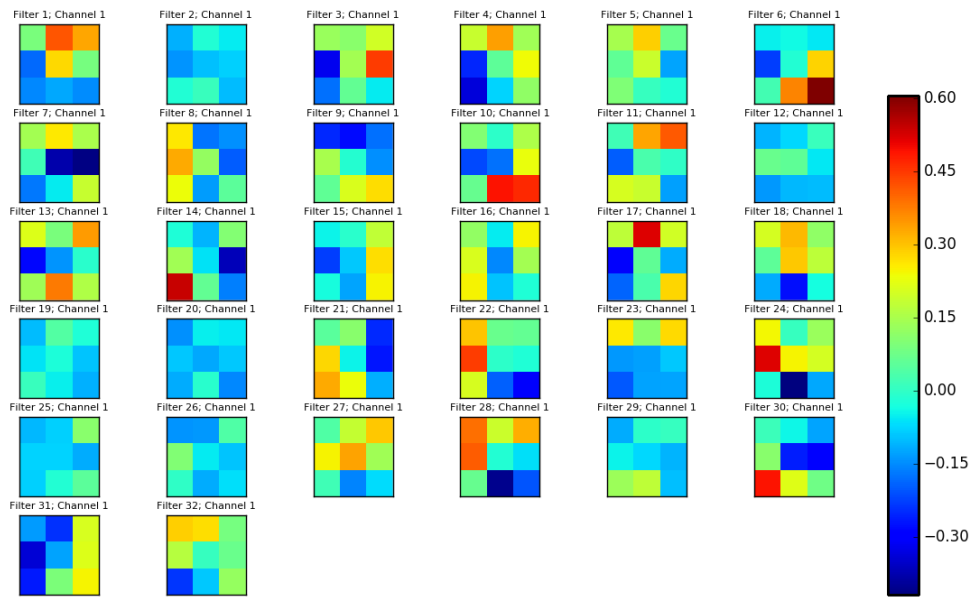 Filter 1; Channel 1 Filter 2; Channel 1 Filter 3; Channel 1 Filter 4; Channel 1 Filter 5; Channel 1 Filter 6; Channel 1
Filter 7; Channel 1 Filter 8; Channel 1 Filter 9; Channel 1 Filter 10; Channel 1 Filter 11; Channel 1 Filter 12; Channel 1
Filter 13; Channel 1 Filter 14; Channel 1 Filter 15; Channel 1 Filter 16; Channel 1 Filter 17; Channel 1 Filter 18; Channel 1
Filter 19; Channel 1 Filter 20; Channel 1 Filter 21; Channel 1 Filter 22; Channel 1 Filter 23; Channel 1 Filter 24; Channel 1
Filter 25; Channel 1 Filter 26; Channel 1 Filter 27; Channel 1 Filter 28; Channel 1 Filter 29; Channel 1 Filter 30; Channel 1
Filter 31; Channel 1 Filter 32; Channel 1
0.60
0.45
0.30
0.15
0.00
−0.15
−0.30